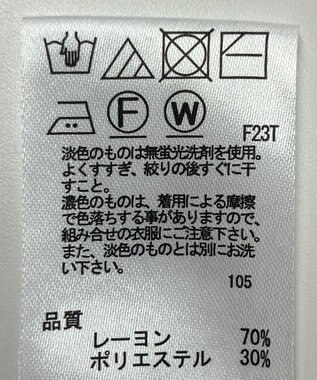 F
W
F23T
淡色のものは無蛍光洗剤を使用。
よくすすぎ、絞りの後すぐに干
すこと。
濃色のものは、着用による摩擦
で色落ちする事がありますので、
組み合せの衣服にご注意下さい。
また、淡色のものとは別にお洗
い下さい。
105
品質
レーヨン 70%
ポリエステル 30%